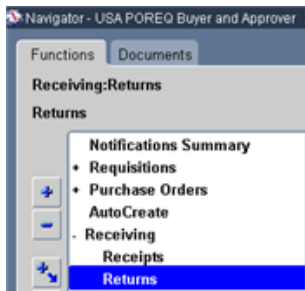 Navigator - USA POREQ Buyer and Approver
Functions Documents
Receiving:Returns
Returns
Notifications Summary
+ Requisitions
+ Purchase Orders
AutoCreate
- Receiving
Receipts
Returns